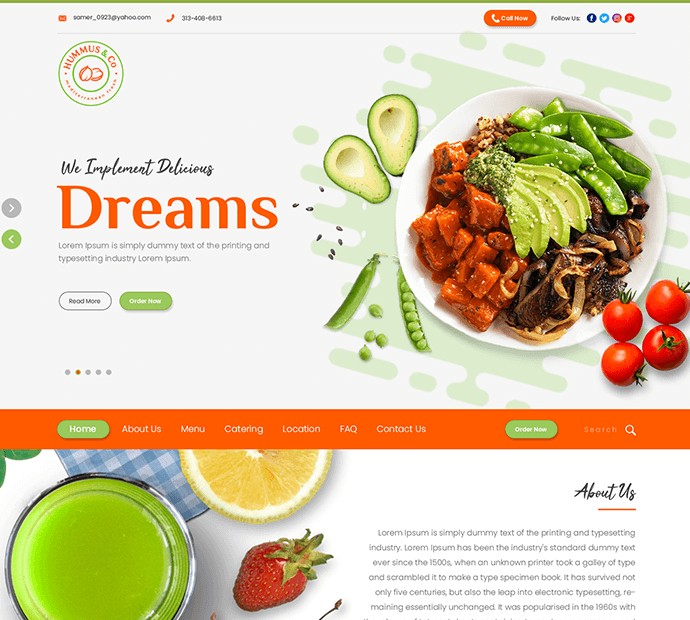 samer_0923@yahoo.com
313-408-6613
Call Now
Follow Us:
HUMMUS & Co
mediterranean fresh
We Implement Delicious
Dreams
Lorem Ipsum is simply dummy text of the printing and
typesetting industry Lorem Ipsum.
Read More
Order Now
Home
About Us
Menu
Catering
Location
FAQ
Contact Us
Order Now
Search
About Us
Lorem Ipsum is simply dummy text of the printing and typesetting
industry. Lorem Ipsum has been the industry's standard dummy text
ever since the 1500s, when an unknown printer took a galley of type
and scrambled it to make a type specimen book. It has survived not
only five centuries, but also the leap into electronic typesetting, re-
maining essentially unchanged. It was popularised in the 1960s with